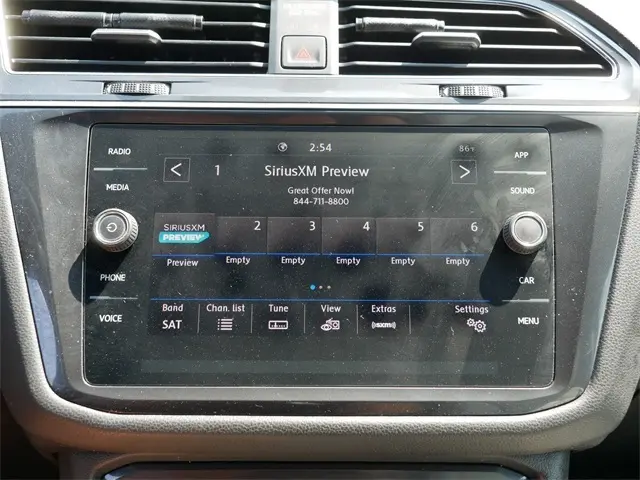 2:54 86°F
RADIO
MEDIA
PHONE
VOICE
< 1 SiriusXM Preview >
Great Offer Now!
844-711-8800
SIRIUSXM 2 3 4 5 6
PREVIEW
Preview Empty Empty Empty Empty Empty
Band Chan. list Tune View Extras Settings
SAT ((SXM))
APP
SOUND
CAR
MENU